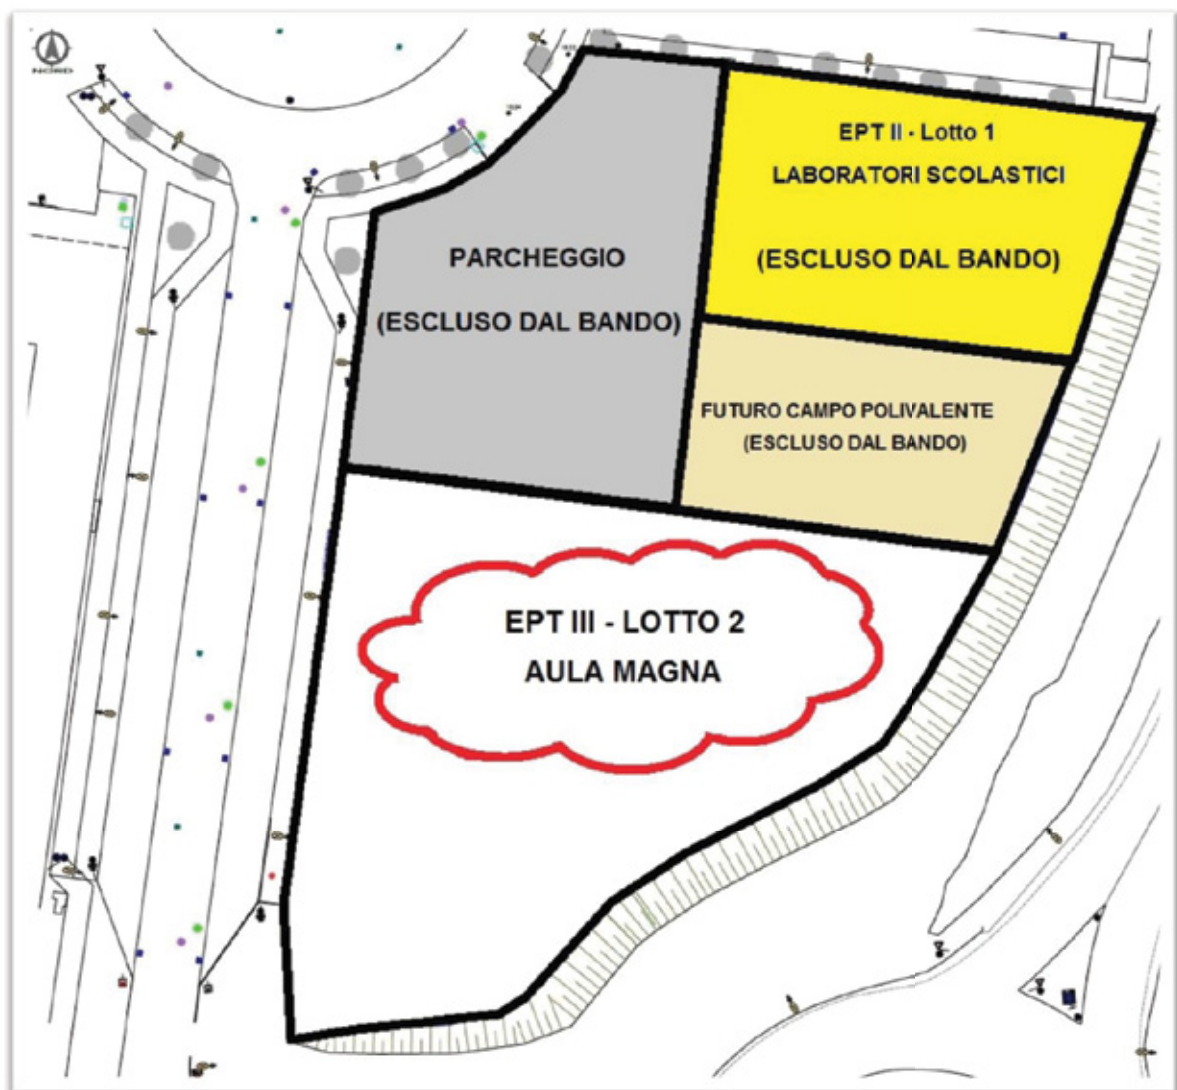 NORD
EPT II - Lotto 1
LABORATORI SCOLASTICI
(ESCLUSO DAL BANDO)
PARCHEGGIO
(ESCLUSO DAL BANDO)
FUTURO CAMPO POLIVALENTE
(ESCLUSO DAL BANDO)
EPT III - LOTTO 2
AULA MAGNA